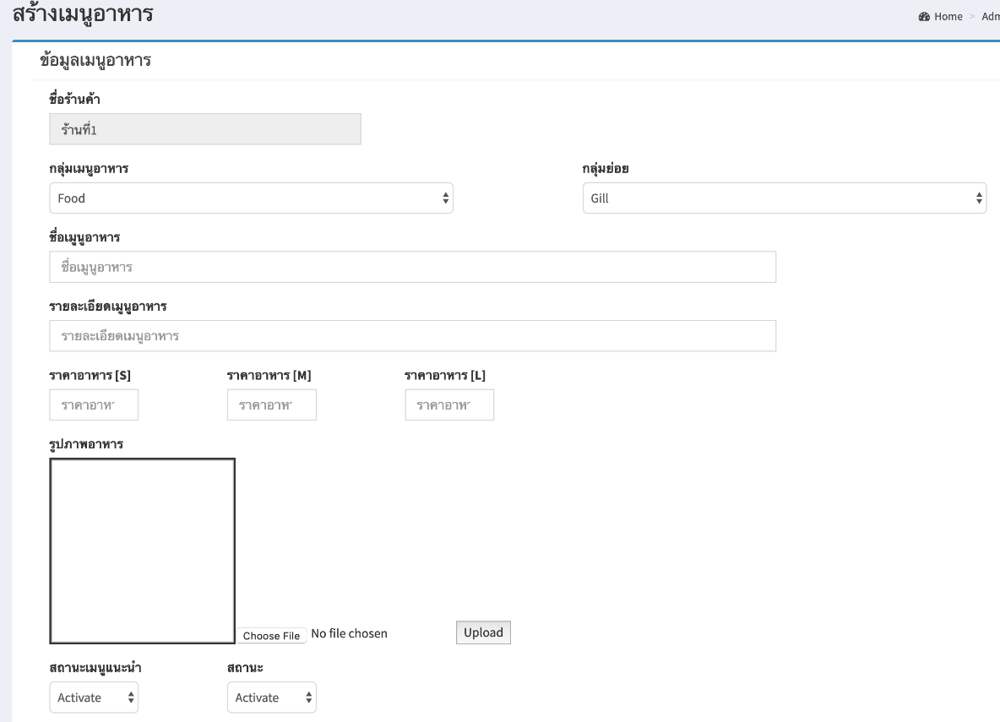 สร้างเมนูอาหาร
Home > Adm
ข้อมูลเมนูอาหาร
ชื่อร้านค้า
ร้านที่1
กลุ่มเมนูอาหาร กลุ่มย่อย
Food Gill
ชื่อเมูนูอาหาร
ชื่อเมูนูอาหาร
รายละเอียดเมูนูอาหาร
รายละเอียดเมนูอาหาร
ราคาอาหาร [S] ราคาอาหาร [M] ราคาอาหาร [L]
ราคาอาห ราคาอาห ราคาอาห
รูปภาพอาหาร
Choose File No file chosen Upload
สถานะเมนูแนะนำ สถานะ
Activate Activate